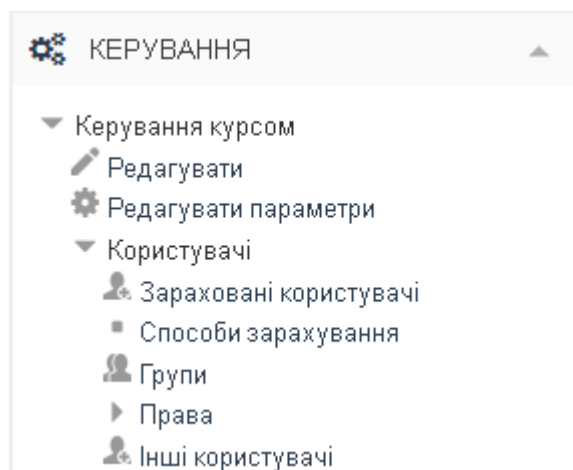 КЕРУВАННЯ
Керування курсом
Редагувати
Редагувати параметри
Користувачі
Зараховані користувачі
Способи зарахування
Групи
Права
Інші користувачі